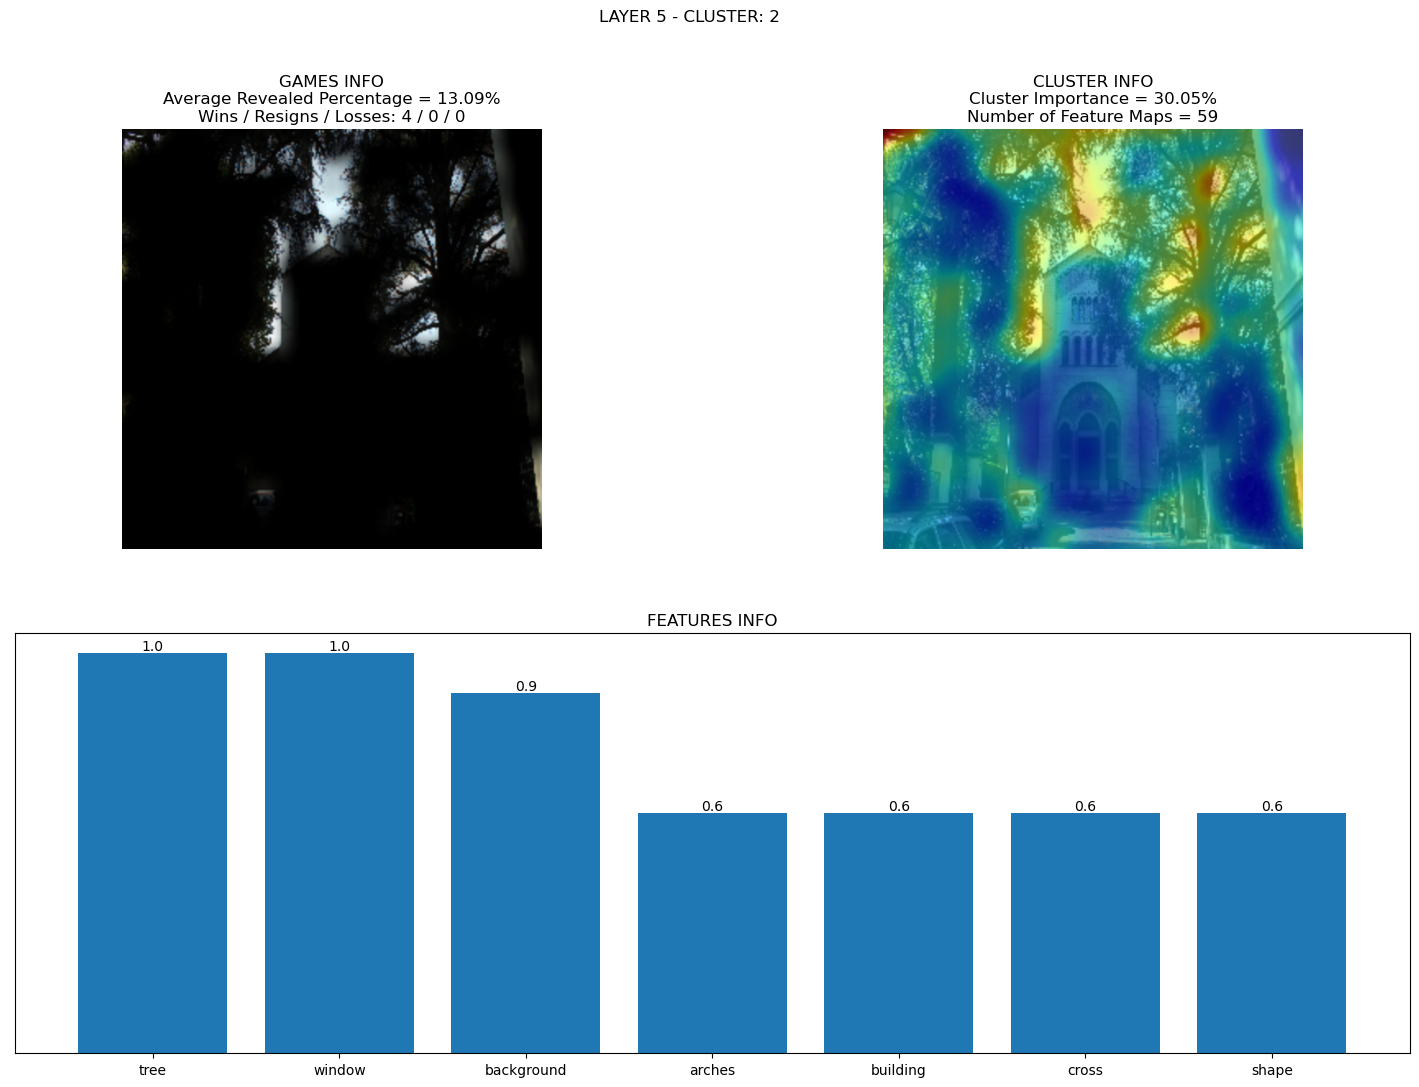 LAYER 5 - CLUSTER: 2
GAMES INFO
Average Revealed Percentage = 13.09%
Wins / Resigns / Losses: 4 / 0 / 0
CLUSTER INFO
Cluster Importance = 30.05%
Number of Feature Maps = 59
FEATURES INFO
1.0
1.0
0.9
0.6
0.6
0.6
0.6
tree
window
background
arches
building
cross
shape